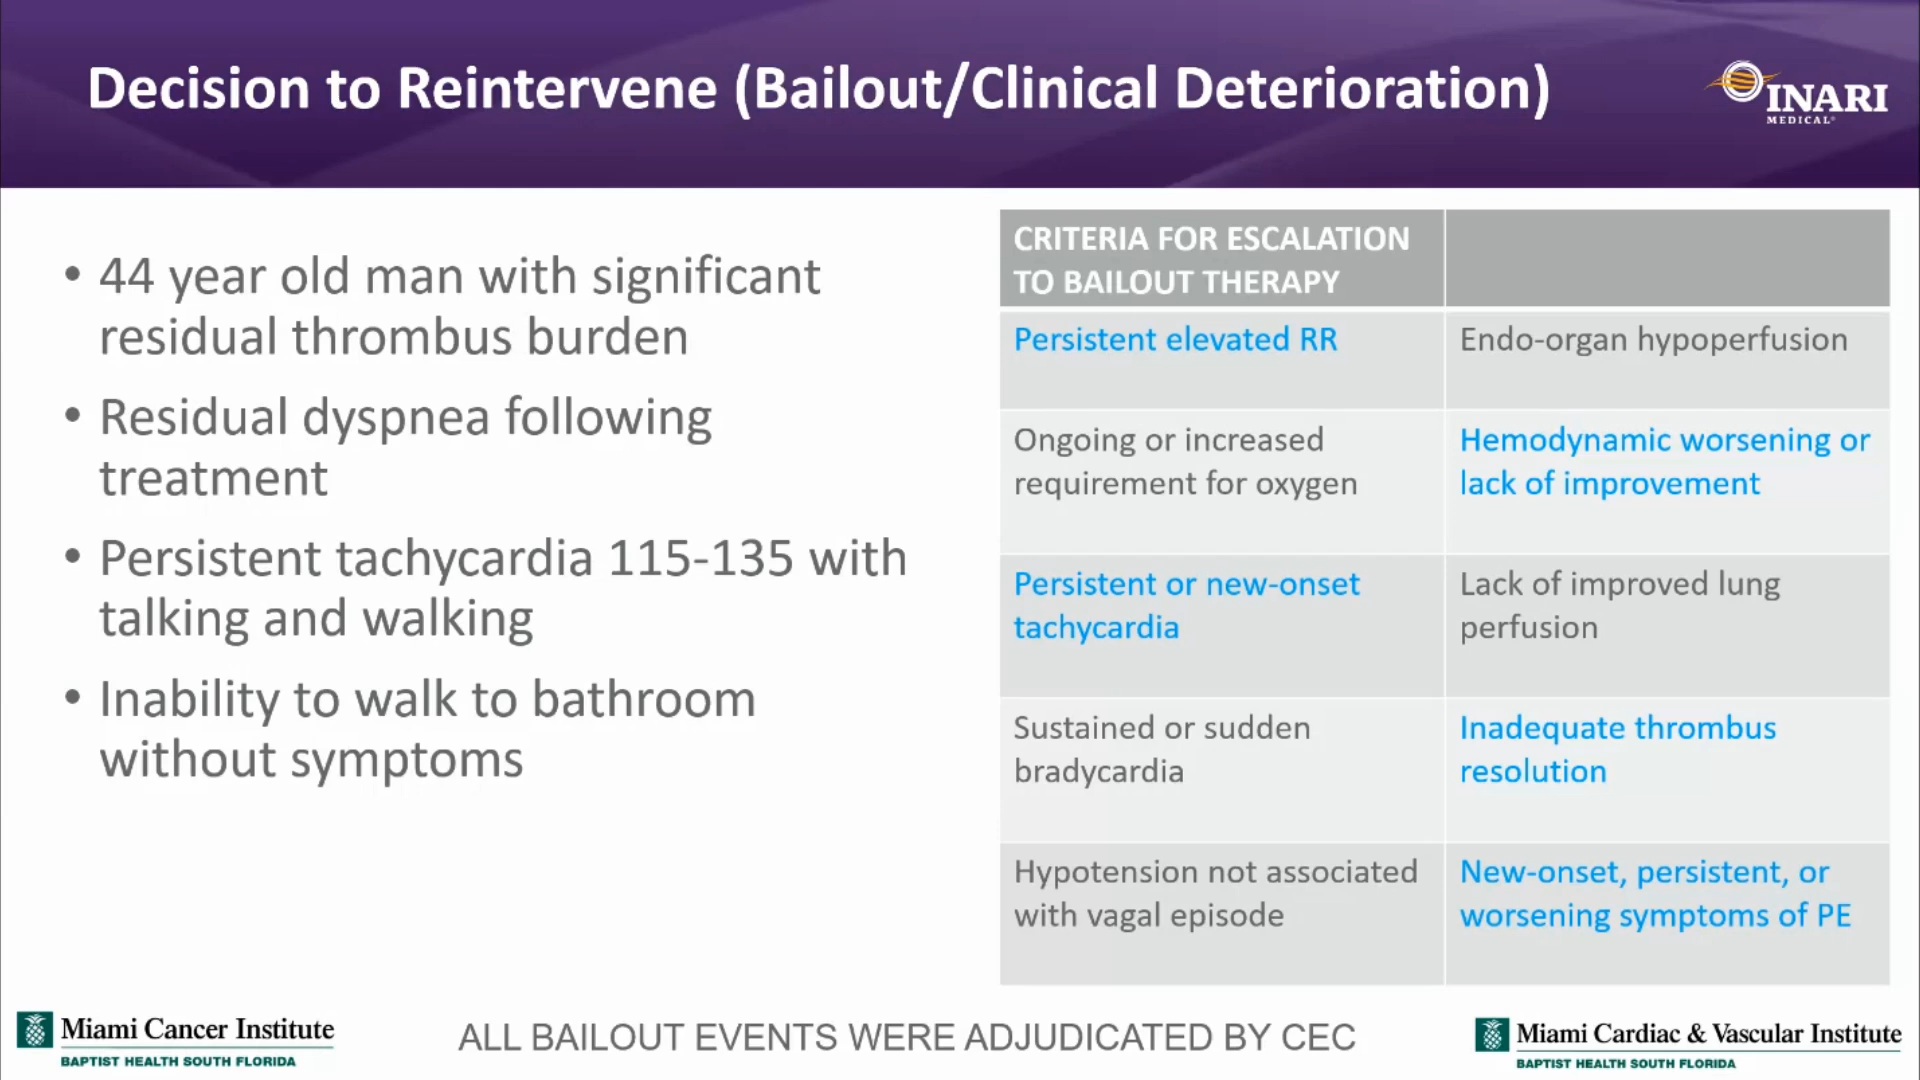 Decision to Reintervene (Bailout/Clinical Deterioration)
INARI
MEDICAL®
• 44 year old man with significant
residual thrombus burden
• Residual dyspnea following
treatment
• Persistent tachycardia 115-135 with
talking and walking
• Inability to walk to bathroom
without symptoms
CRITERIA FOR ESCALATION
TO BAILOUT THERAPY
Persistent elevated RR
Endo-organ hypoperfusion
Ongoing or increased
requirement for oxygen
Hemodynamic worsening or
lack of improvement
Persistent or new-onset
tachycardia
Lack of improved lung
perfusion
Sustained or sudden
bradycardia
Inadequate thrombus
resolution
Hypotension not associated
with vagal episode
New-onset, persistent, or
worsening symptoms of PE
Miami Cancer Institute
BAPTIST HEALTH SOUTH FLORIDA
ALL BAILOUT EVENTS WERE ADJUDICATED BY CEC
Miami Cardiac & Vascular Institute
BAPTIST HEALTH SOUTH FLORIDA